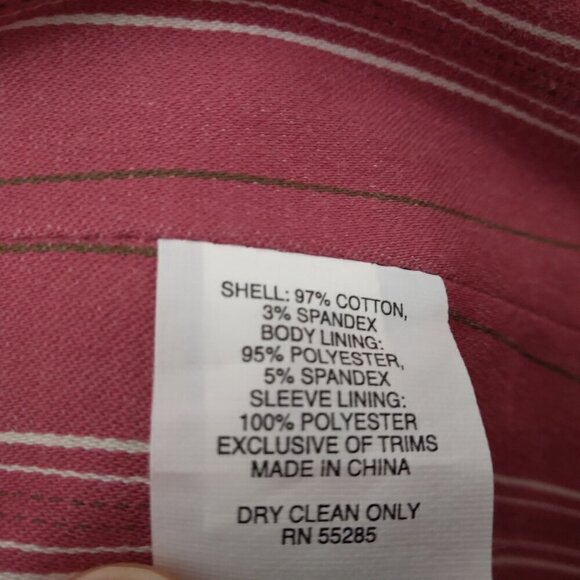 SHELL: 97% COTTON,
3% SPANDEX
BODY LINING:
95% POLYESTER,
5% SPANDEX
SLEEVE LINING:
100% POLYESTER
EXCLUSIVE OF TRIMS
MADE IN CHINA
DRY CLEAN ONLY
RN 55285